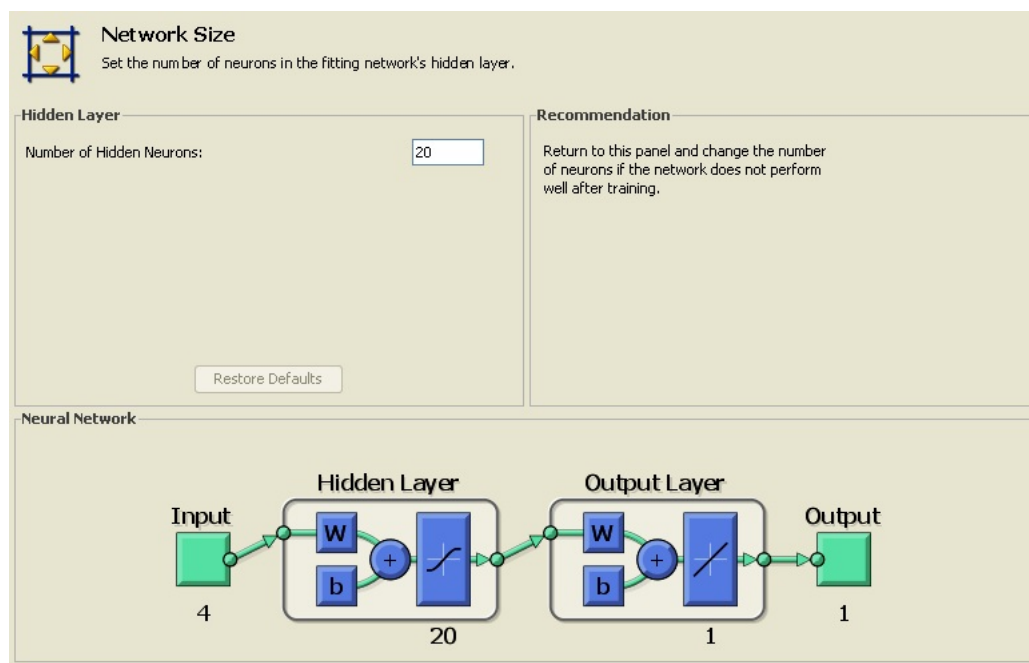 Network Size
Set the number of neurons in the fitting network's hidden layer.
Hidden Layer
Number of Hidden Neurons:
20
Restore Defaults
Recommendation
Return to this panel and change the number
of neurons if the network does not perform
well after training.
Neural Network
Hidden Layer
Output Layer
Input
Output
W
b
+
W
b
+
4
20
1
1